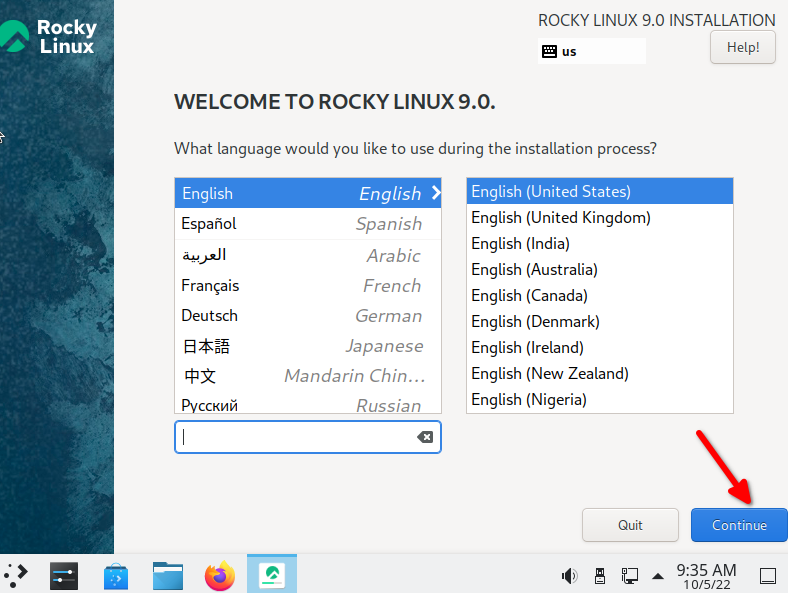 Rocky
Linux
ROCKY LINUX 9.0 INSTALLATION
us
Help!
WELCOME TO ROCKY LINUX 9.0.
What language would you like to use during the installation process?
English English
Español Spanish
العربية Arabic
Français French
Deutsch German
日本語 Japanese
中文 Mandarin Chin...
Русский Russian
English (United States)
English (United Kingdom)
English (India)
English (Australia)
English (Canada)
English (Denmark)
English (Ireland)
English (New Zealand)
English (Nigeria)
Quit
Continue
9:35 AM
10/5/22